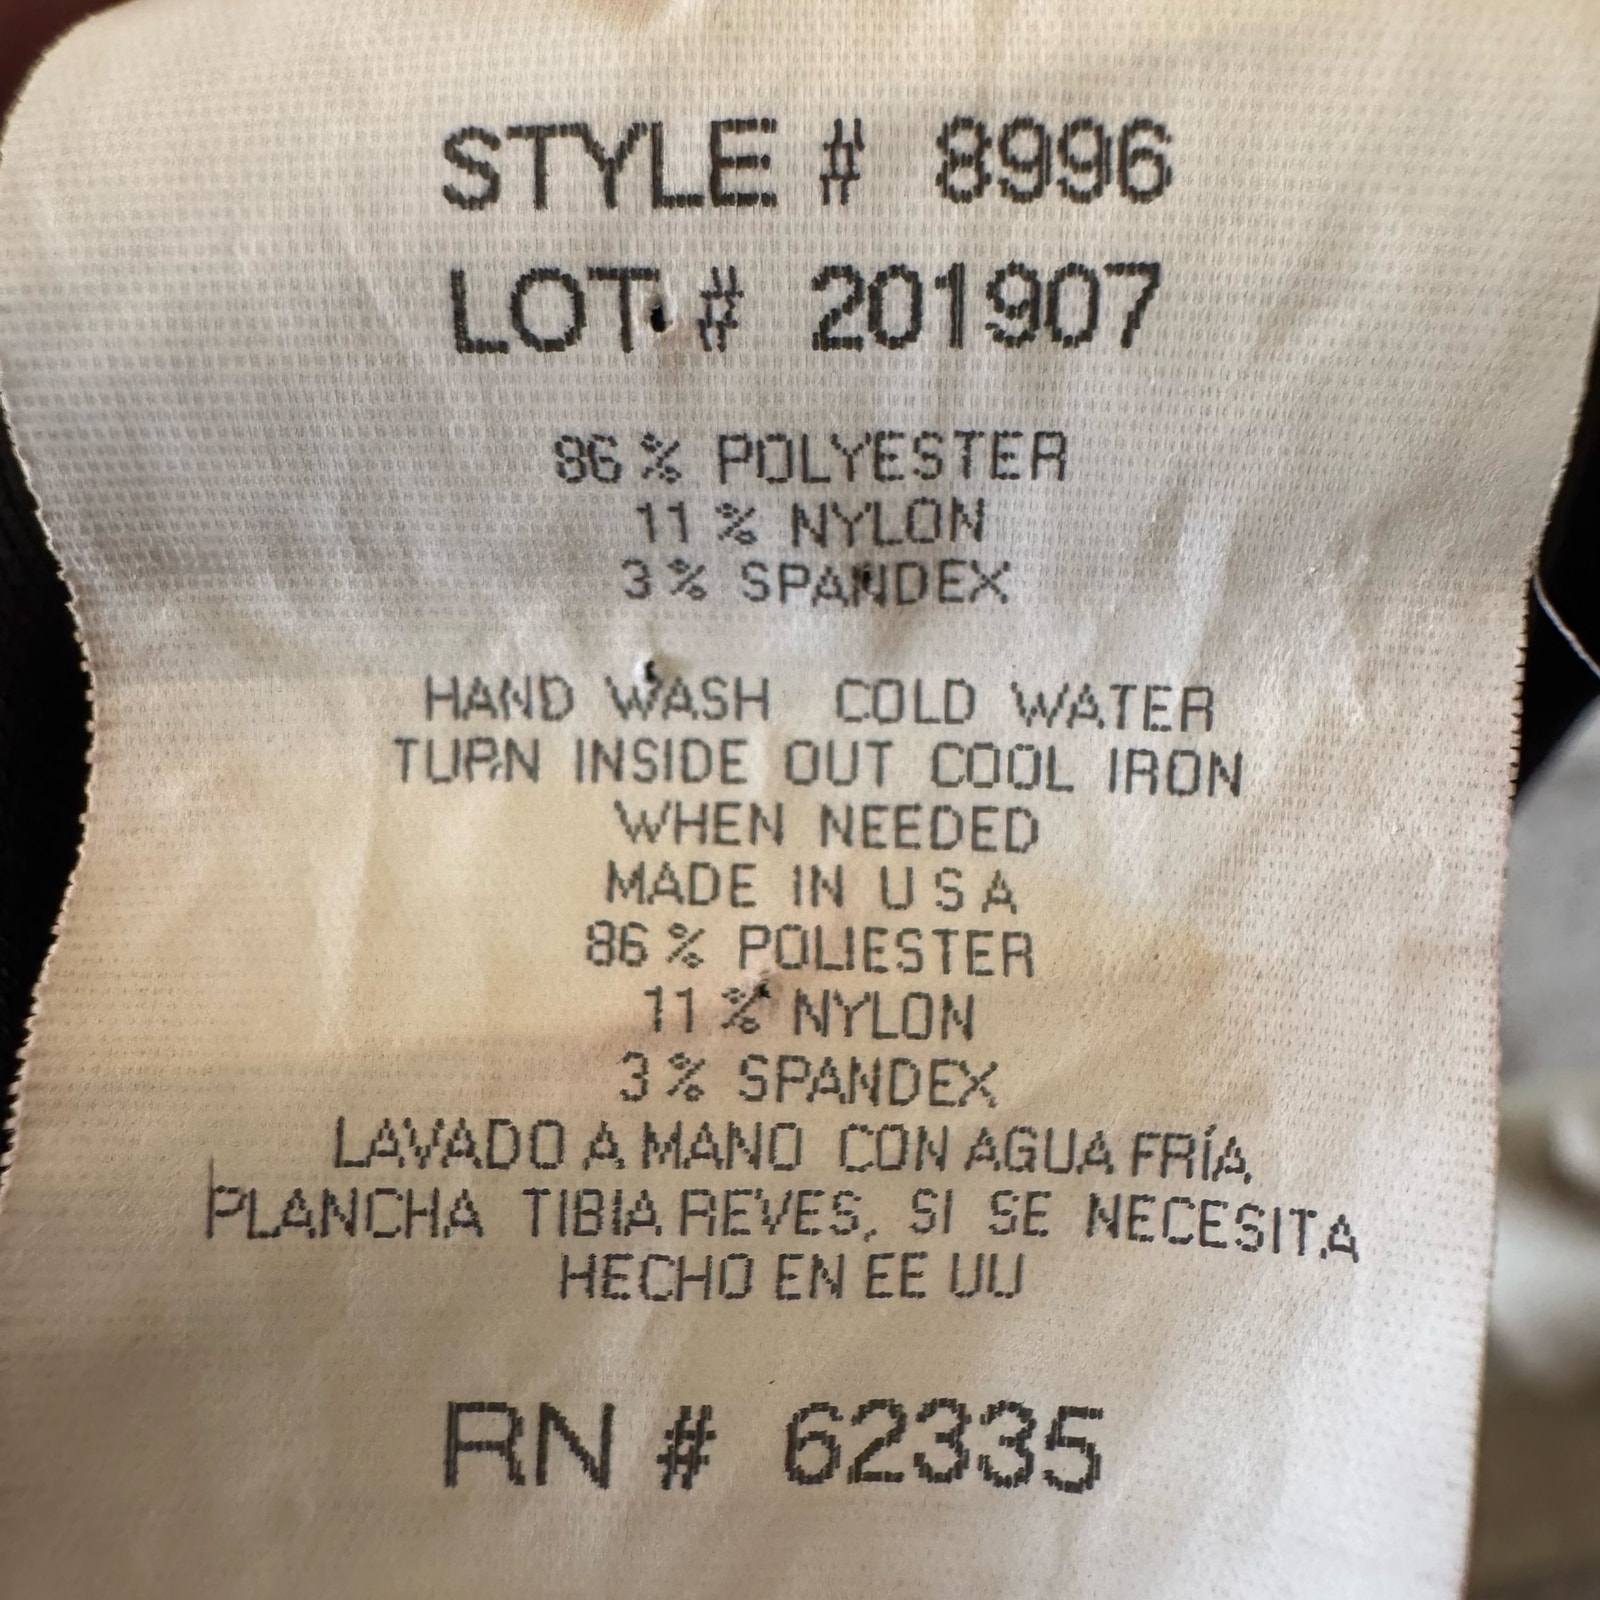 STYLE # 8996
LOT # 201907
86 % POLYESTER
11 % NYLON
3 % SPANDEX
HAND WASH COLD WATER
TURN INSIDE OUT COOL IRON
WHEN NEEDED
MADE IN U S A
86 % POLIESTER
11 % NYLON
3 % SPANDEX
LAVADO A MANO CON AGUA FRÍA,
PLANCHA TIBIA REVES, SI SE NECESITA
HECHO EN EE UU
RN # 62335